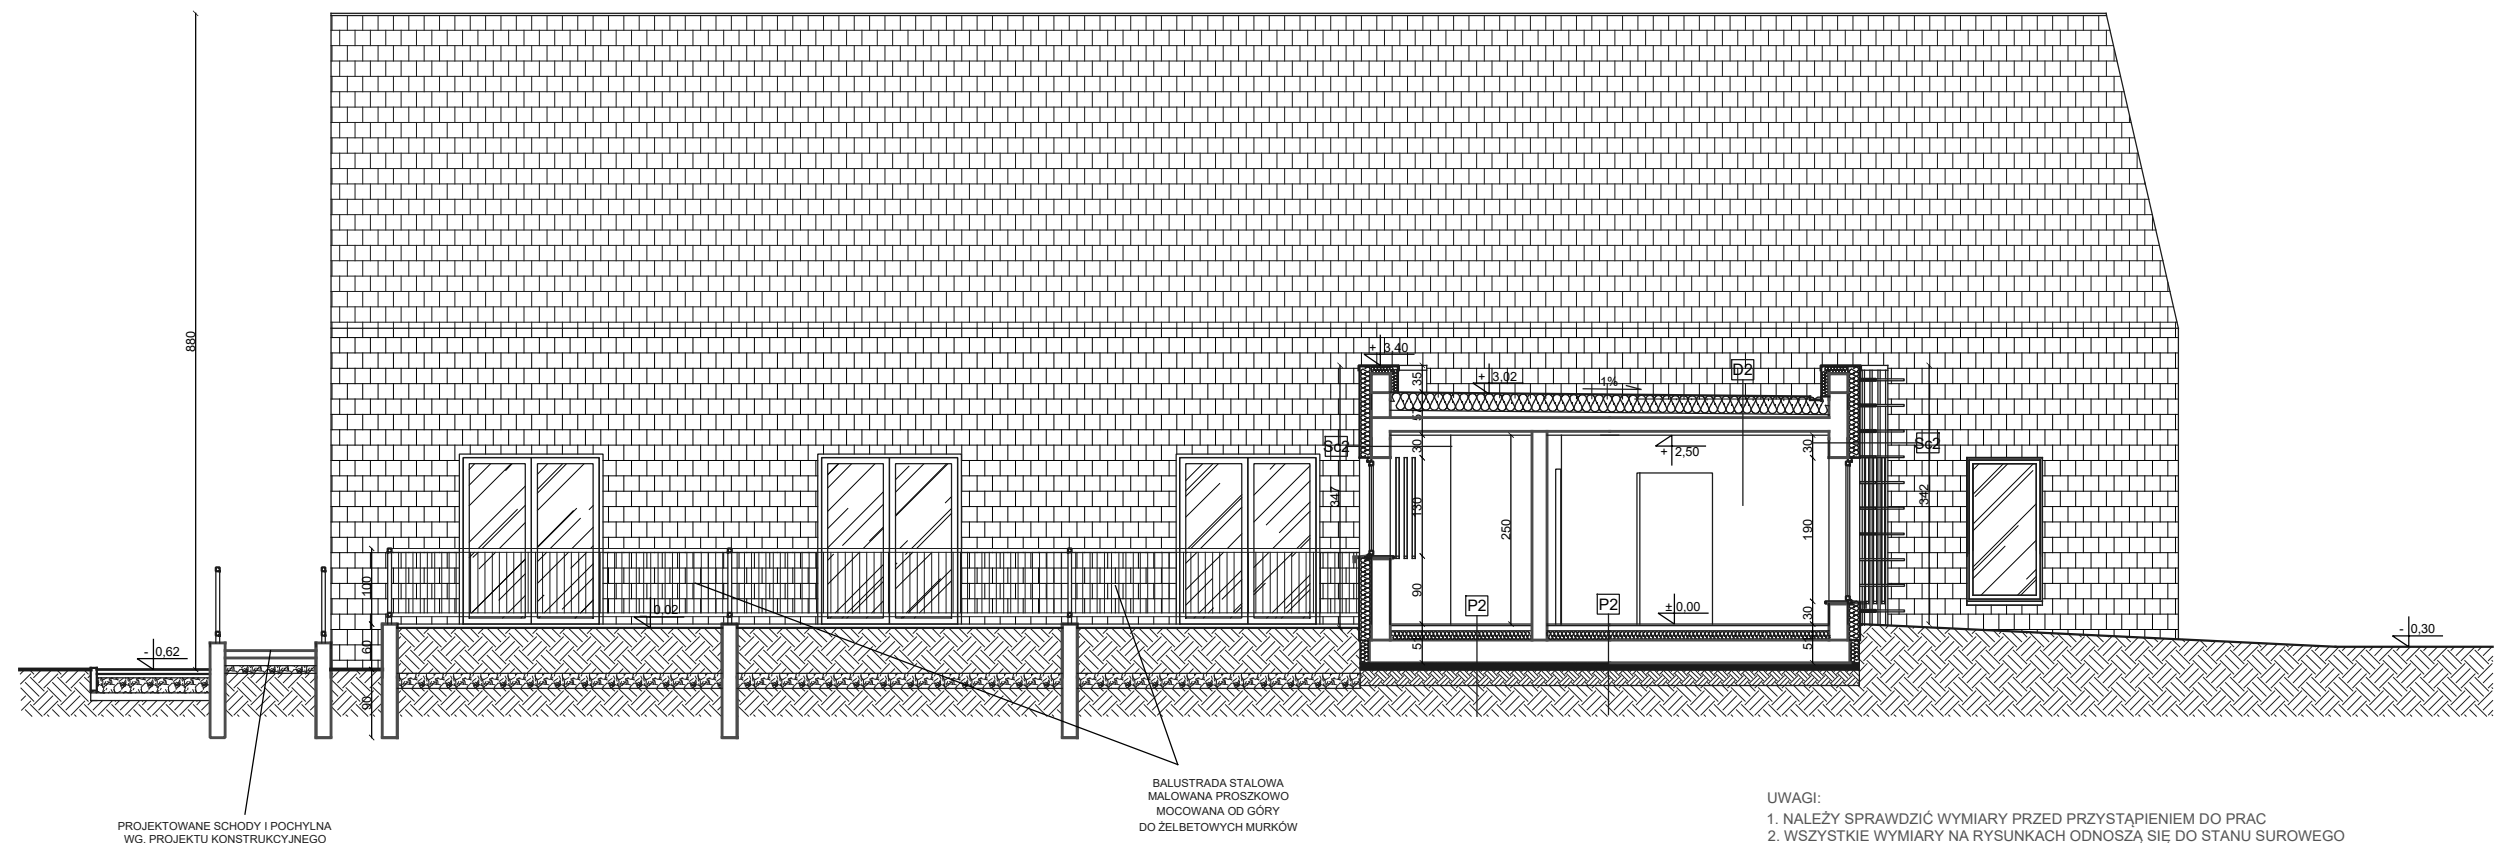 880
+ 3,40
35
+ 3,02
1%
D2
5
30
Sc2
+ 2,50
30
Sc2
347
130
250
190
342
100
90
P2
P2
± 0,00
30
0,02
- 0,30
- 0,62
60
5
5
90
BALUSTRADA STALOWA
MALOWANA PROSZKOWO
MOCOWANA OD GÓRY
DO ŻELBETOWYCH MURKÓW
PROJEKTOWANE SCHODY I POCHYLNA
WG. PROJEKTU KONSTRUKCYJNEGO
UWAGI:
1. NALEŻY SPRAWDZIĆ WYMIARY PRZED PRZYSTĄPIENIEM DO PRAC
2. WSZYSTKIE WYMIARY NA RYSUNKACH ODNOSZĄ SIĘ DO STANU SUROWEGO